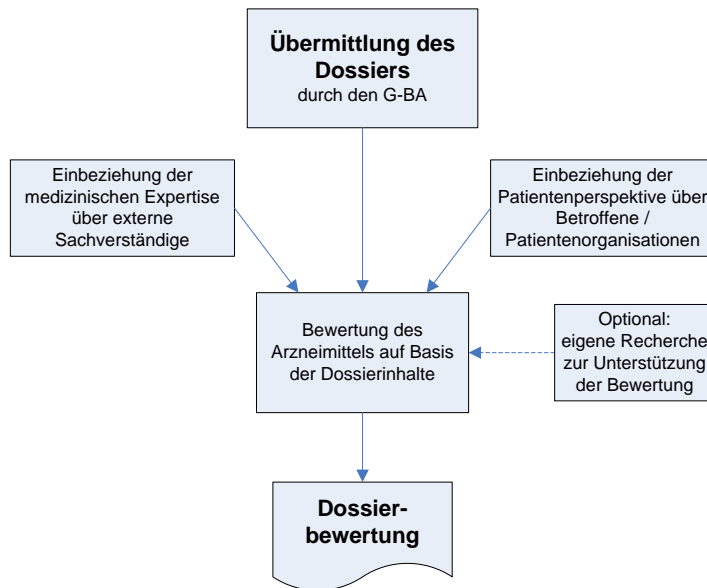 Übermittlung des
Dossiers
durch den G-BA
Einbeziehung der
medizinischen Expertise
über externe
Sachverständige
Einbeziehung der
Patientenperspektive über
Betroffene /
Patientenorganisationen
Bewertung des
Arzneimittels auf Basis
der Dossierinhalte
Optional:
eigene Recherche
zur Unterstützung
der Bewertung
Dossier-
bewertung